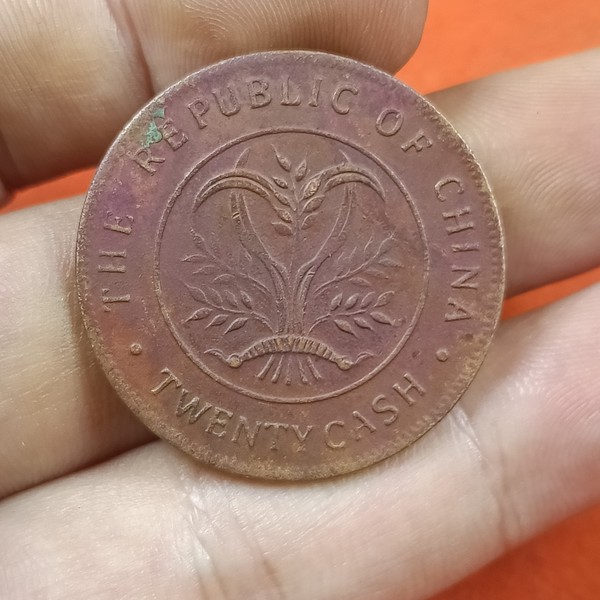 THE REPUBLIC OF CHINA
• TWENTY CASH •